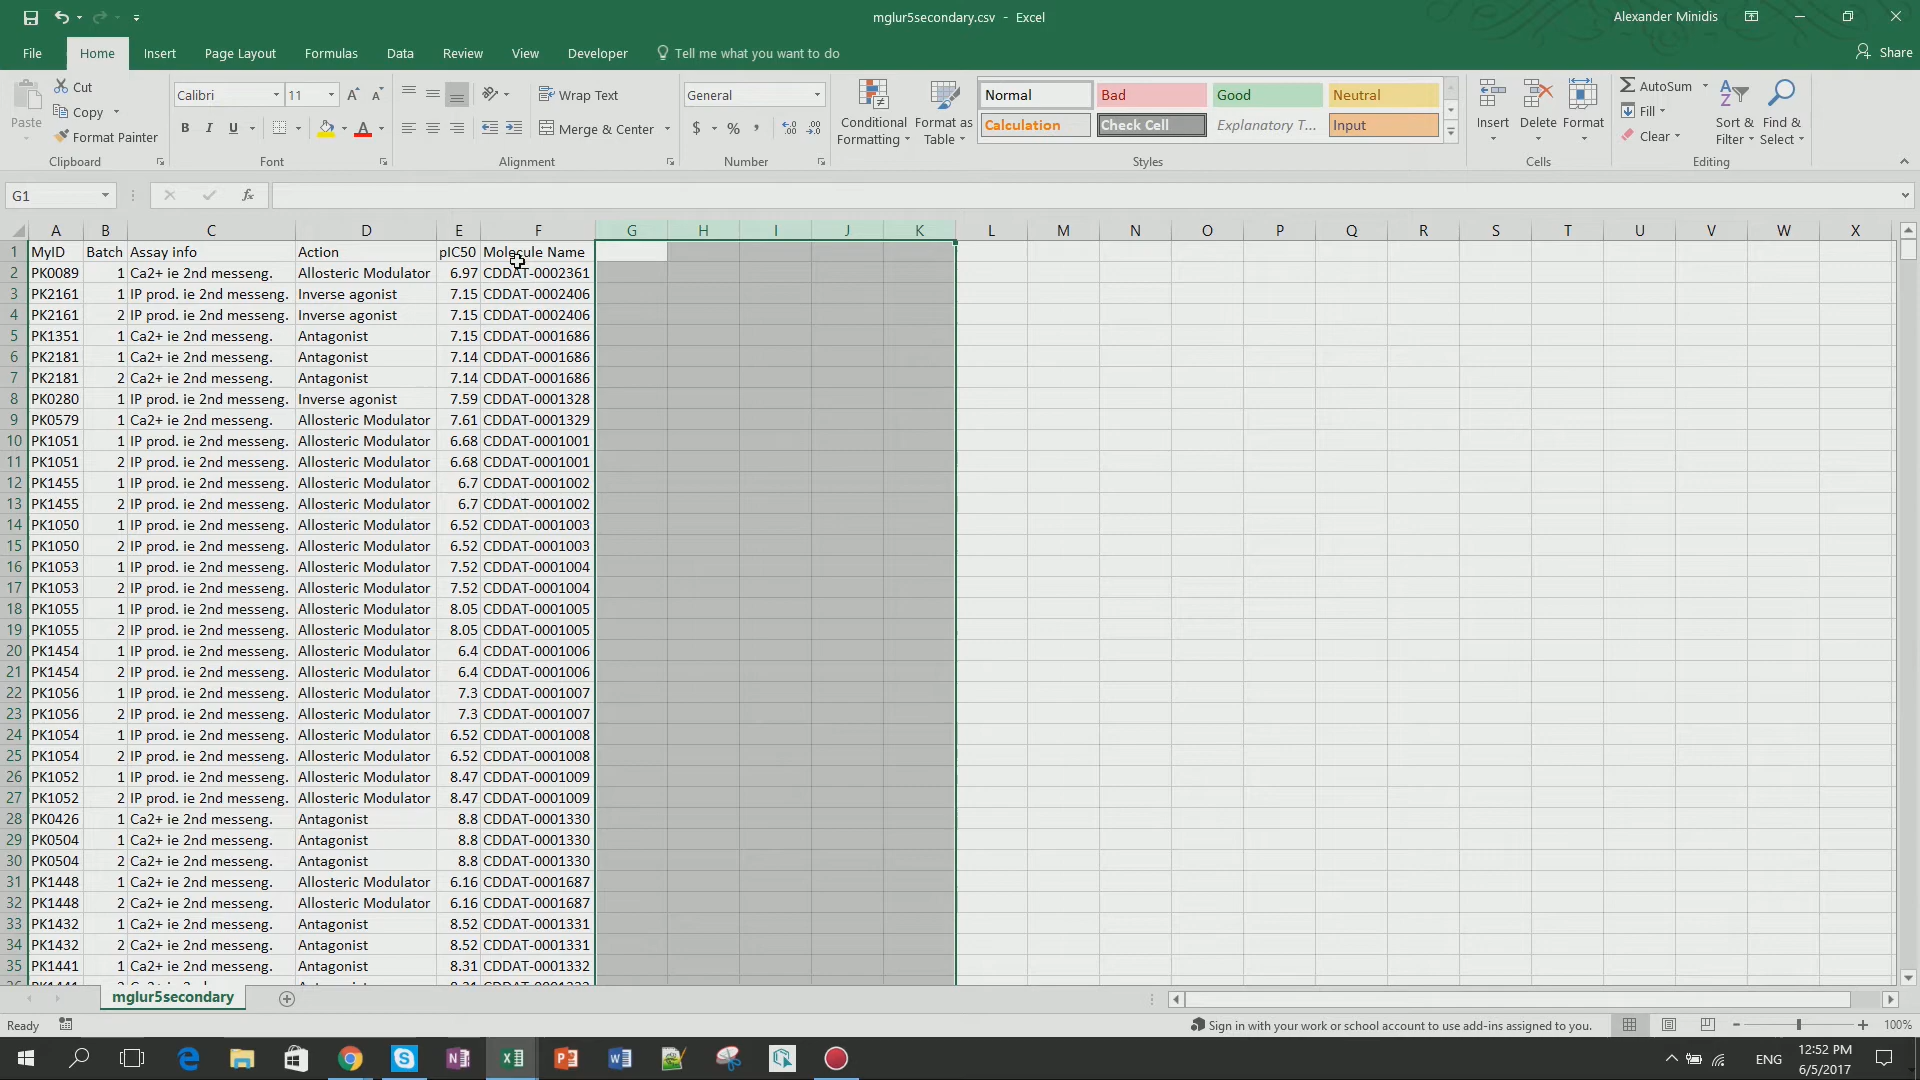 mglur5secondary.csv - Excel
Alexander Minidis
File Home Insert Page Layout Formulas Data Review View Developer Tell me what you want to do Share
Paste Cut Copy Format Painter
Calibri 11
B I U A
Wrap Text
Merge & Center
General
$ % ,
Conditional Formatting
Format as Table
Normal Bad Good Neutral
Calculation Check Cell Explanatory T... Input
Insert Delete Format
AutoSum Fill Clear
Sort & Filter
Find & Select
Clipboard Font Alignment Number Styles Cells Editing
G1 fx
A B C D E F G H I J K L M N O P Q R S T U V W X
1 MyID Batch Assay info Action pIC50 Molecule Name
2 PK0089 1 Ca2+ ie 2nd messeng. Allosteric Modulator 6.97 CDDAT-0002361
3 PK2161 1 IP prod. ie 2nd messeng. Inverse agonist 7.15 CDDAT-0002406
4 PK2161 2 IP prod. ie 2nd messeng. Inverse agonist 7.15 CDDAT-0002406
5 PK1351 1 Ca2+ ie 2nd messeng. Antagonist 7.15 CDDAT-0001686
6 PK2181 1 Ca2+ ie 2nd messeng. Antagonist 7.14 CDDAT-0001686
7 PK2181 2 Ca2+ ie 2nd messeng. Antagonist 7.14 CDDAT-0001686
8 PK0280 1 IP prod. ie 2nd messeng. Inverse agonist 7.59 CDDAT-0001328
9 PK0579 1 Ca2+ ie 2nd messeng. Allosteric Modulator 7.61 CDDAT-0001329
10 PK1051 1 IP prod. ie 2nd messeng. Allosteric Modulator 6.68 CDDAT-0001001
11 PK1051 2 IP prod. ie 2nd messeng. Allosteric Modulator 6.68 CDDAT-0001001
12 PK1455 1 IP prod. ie 2nd messeng. Allosteric Modulator 6.7 CDDAT-0001002
13 PK1455 2 IP prod. ie 2nd messeng. Allosteric Modulator 6.7 CDDAT-0001002
14 PK1050 1 IP prod. ie 2nd messeng. Allosteric Modulator 6.52 CDDAT-0001003
15 PK1050 2 IP prod. ie 2nd messeng. Allosteric Modulator 6.52 CDDAT-0001003
16 PK1053 1 IP prod. ie 2nd messeng. Allosteric Modulator 7.52 CDDAT-0001004
17 PK1053 2 IP prod. ie 2nd messeng. Allosteric Modulator 7.52 CDDAT-0001004
18 PK1055 1 IP prod. ie 2nd messeng. Allosteric Modulator 8.05 CDDAT-0001005
19 PK1055 2 IP prod. ie 2nd messeng. Allosteric Modulator 8.05 CDDAT-0001005
20 PK1454 1 IP prod. ie 2nd messeng. Allosteric Modulator 6.4 CDDAT-0001006
21 PK1454 2 IP prod. ie 2nd messeng. Allosteric Modulator 6.4 CDDAT-0001006
22 PK1056 1 IP prod. ie 2nd messeng. Allosteric Modulator 7.3 CDDAT-0001007
23 PK1056 2 IP prod. ie 2nd messeng. Allosteric Modulator 7.3 CDDAT-0001007
24 PK1054 1 IP prod. ie 2nd messeng. Allosteric Modulator 6.52 CDDAT-0001008
25 PK1054 2 IP prod. ie 2nd messeng. Allosteric Modulator 6.52 CDDAT-0001008
26 PK1052 1 IP prod. ie 2nd messeng. Allosteric Modulator 8.47 CDDAT-0001009
27 PK1052 2 IP prod. ie 2nd messeng. Allosteric Modulator 8.47 CDDAT-0001009
28 PK0426 1 Ca2+ ie 2nd messeng. Antagonist 8.8 CDDAT-0001330
29 PK0504 1 Ca2+ ie 2nd messeng. Antagonist 8.8 CDDAT-0001330
30 PK0504 2 Ca2+ ie 2nd messeng. Antagonist 8.8 CDDAT-0001330
31 PK1448 1 Ca2+ ie 2nd messeng. Allosteric Modulator 6.16 CDDAT-0001687
32 PK1448 2 Ca2+ ie 2nd messeng. Allosteric Modulator 6.16 CDDAT-0001687
33 PK1432 1 Ca2+ ie 2nd messeng. Antagonist 8.52 CDDAT-0001331
34 PK1432 2 Ca2+ ie 2nd messeng. Antagonist 8.52 CDDAT-0001331
35 PK1441 1 Ca2+ ie 2nd messeng. Antagonist 8.31 CDDAT-0001332
mglur5secondary
Ready Sign in with your work or school account to use add-ins assigned to you. 100%
ENG 12:52 PM
6/5/2017